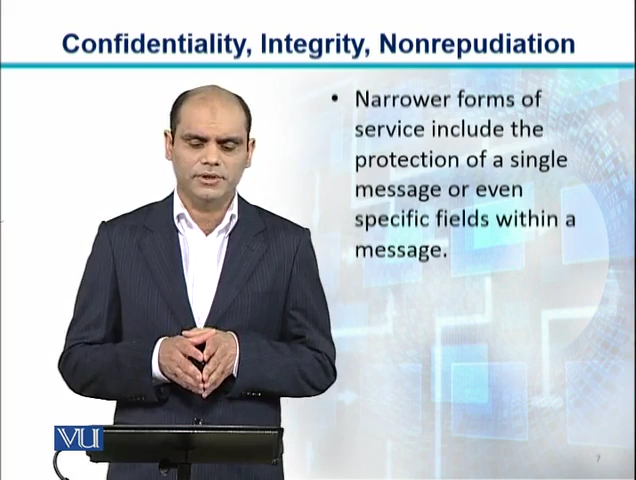 Confidentiality, Integrity, Nonrepudiation
• Narrower forms of
service include the
protection of a single
message or even
specific fields within a
message.
VU
7